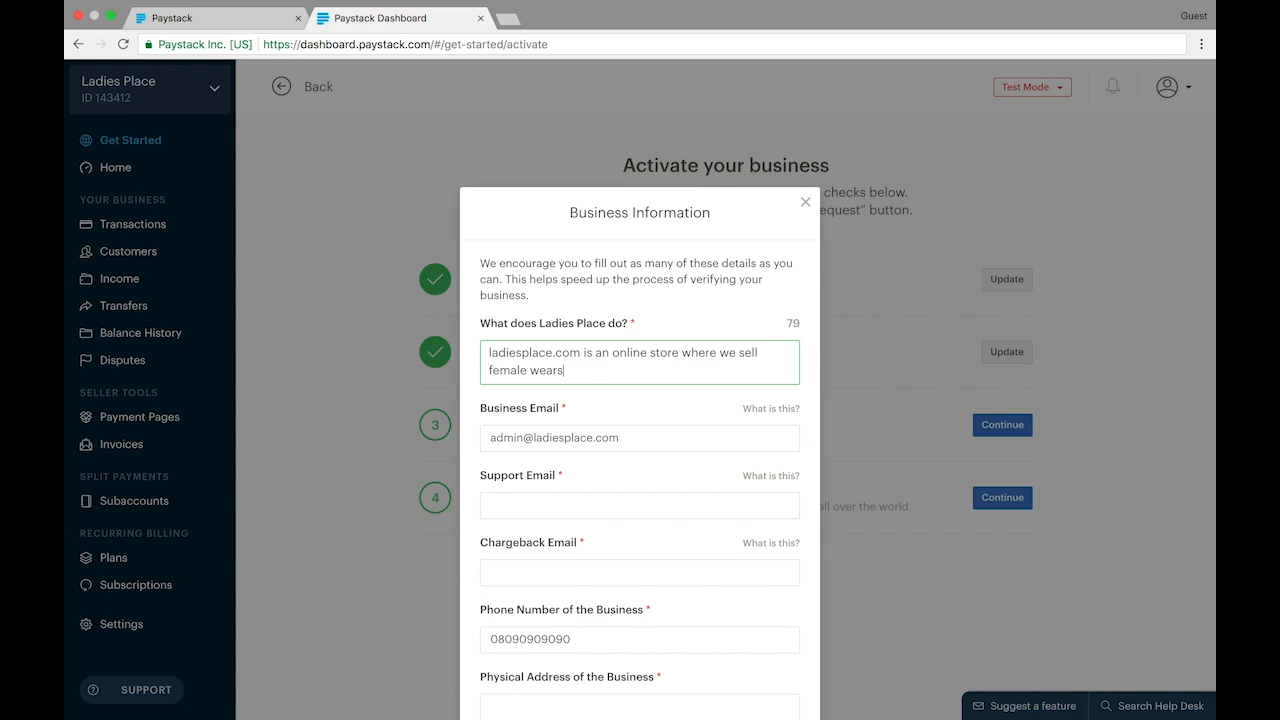 Paystack
Paystack Dashboard
Guest
Paystack Inc. [US]
https://dashboard.paystack.com/#/get-started/activate
Ladies Place
ID 143412
Back
Test Mode
Get Started
Home
YOUR BUSINESS
Transactions
Customers
Income
Transfers
Balance History
Disputes
SELLER TOOLS
Payment Pages
Invoices
SPLIT PAYMENTS
Subaccounts
RECURRING BILLING
Plans
Subscriptions
Settings
SUPPORT
Activate your business
checks below.
equest” button.
Update
Update
3
Continue
4
all over the world
Continue
Business Information
We encourage you to fill out as many of these details as you
can. This helps speed up the process of verifying your
business.
What does Ladies Place do? *
79
ladiesplace.com is an online store where we sell
female wears
Business Email *
What is this?
admin@ladiesplace.com
Support Email *
What is this?
Chargeback Email *
What is this?
Phone Number of the Business *
08090909090
Physical Address of the Business *
Suggest a feature
Search Help Desk